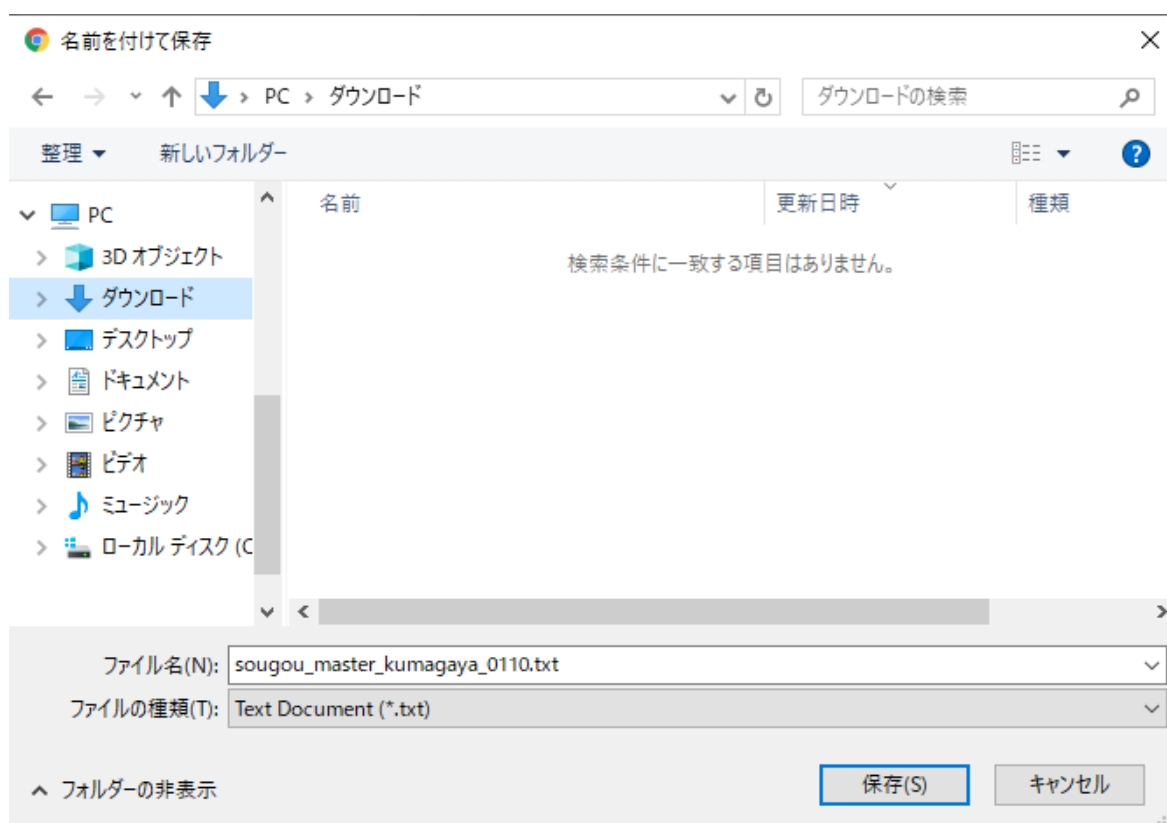 名前を付けて保存
PC › ダウンロード
ダウンロードの検索
整理
新しいフォルダー
名前
更新日時
種類
検索条件に一致する項目はありません。
PC
3D オブジェクト
ダウンロード
デスクトップ
ドキュメント
ピクチャ
ビデオ
ミュージック
ローカル ディスク (C
ファイル名(N): sougou_master_kumagaya_0110.txt
ファイルの種類(T): Text Document (*.txt)
フォルダーの非表示
保存(S)
キャンセル